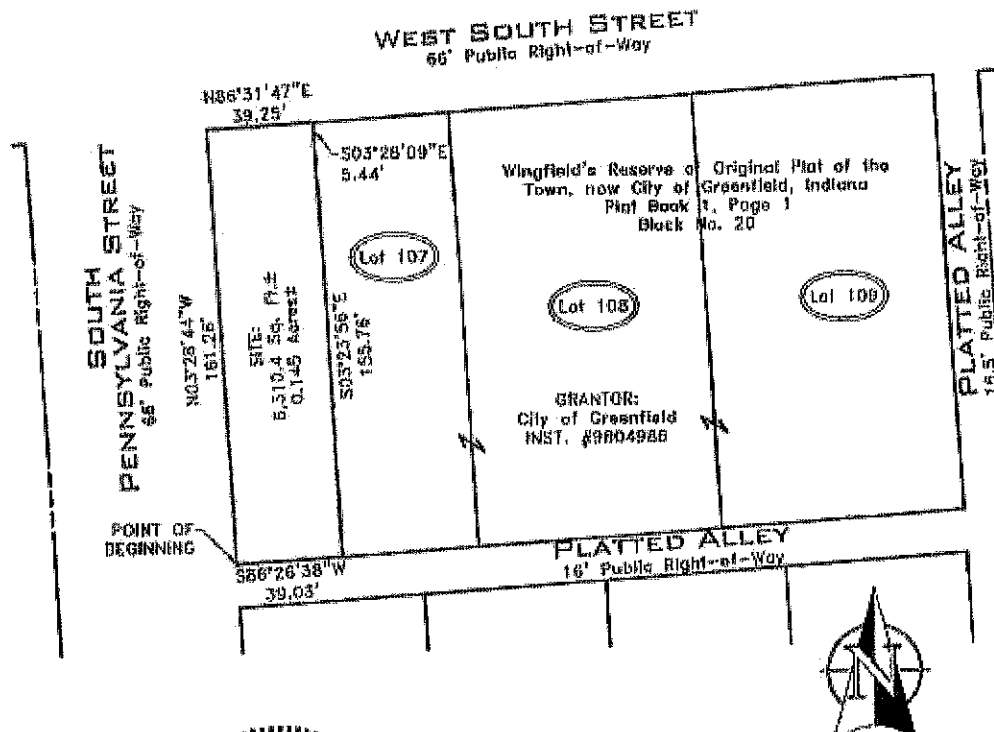 WEST SOUTH STREET
66' Public Right-of-Way
N86°31'47"E
39.25'
S03°28'09"E
5.44'
Wingfield's Reserve of Original Plat of the
Town, now City of Greenfield, Indiana
Plat Book 1, Page 1
Block No. 20
SOUTH
PENNSYLVANIA STREET
66' Public Right-of-Way
N03°28'44"W
161.26'
SITE:
6,310.4 Sq. Ft.±
0.145 Acres±
S03°23'56"E
155.76'
Lot 107
Lot 108
Lot 109
PLATTED ALLEY
16.5' Public Right-of-Way
GRANTOR:
City of Greenfield
INST. #9804986
POINT OF
BEGINNING
S86°26'38"W
39.03'
PLATTED ALLEY
16' Public Right-of-Way
N